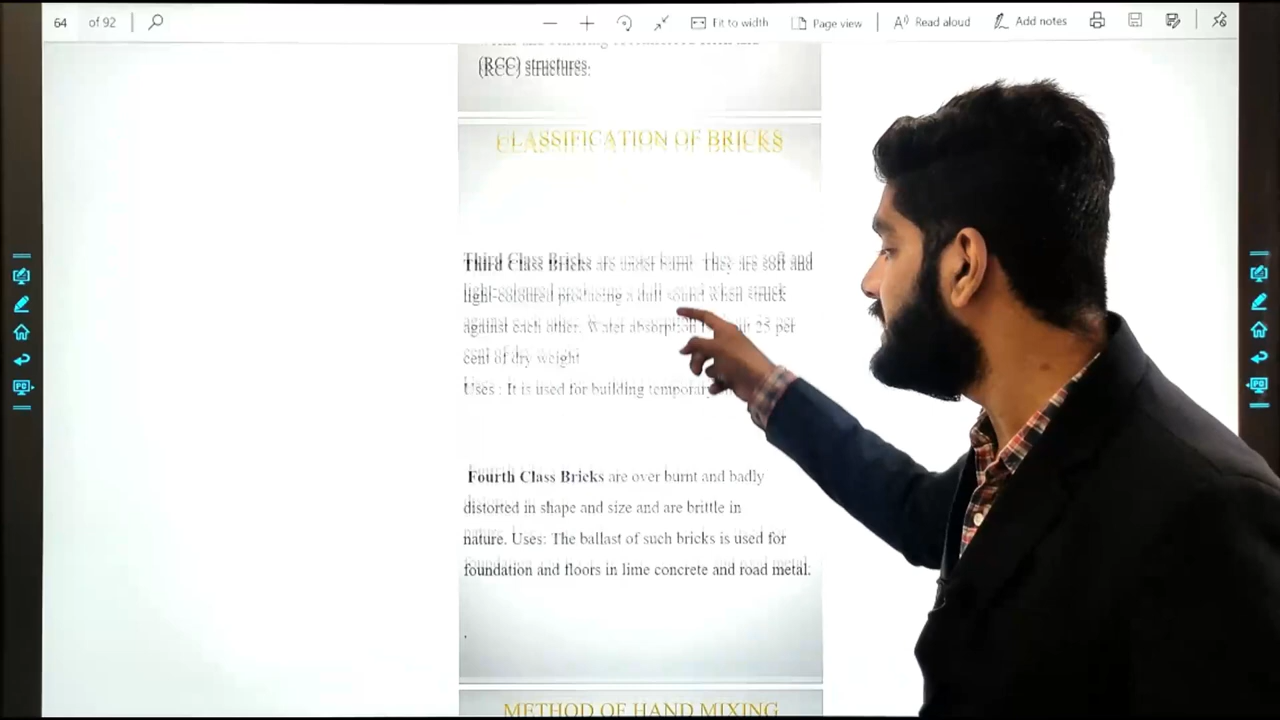 64 of 92 Fit to width Page view Read aloud Add notes
(RCC) structures.
CLASSIFICATION OF BRICKS
Third Class Bricks are under burnt. They are soft and
light-coloured producing a dull sound when struck
against each other. Water absorption 25 per
cent of dry weight
Uses : It is used for building temporary
Fourth Class Bricks are over burnt and badly
distorted in shape and size and are brittle in
nature. Uses: The ballast of such bricks is used for
foundation and floors in lime concrete and road metal.
.
METHOD OF HAND MIXING
PC
PC